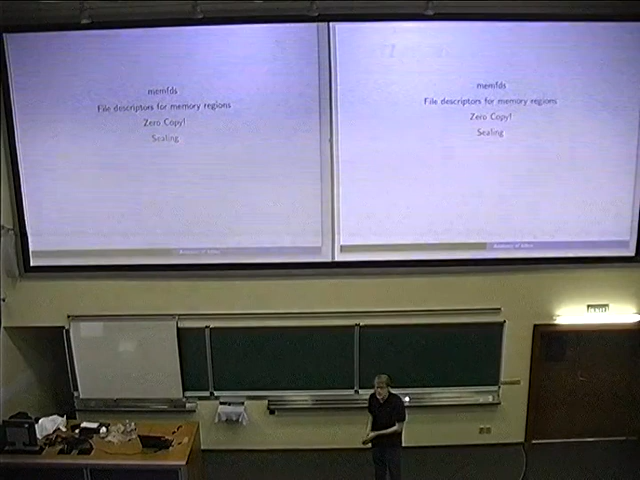 memfds
File descriptors for memory regions
Zero Copy!
Sealing
memfds
File descriptors for memory regions
Zero Copy!
Sealing